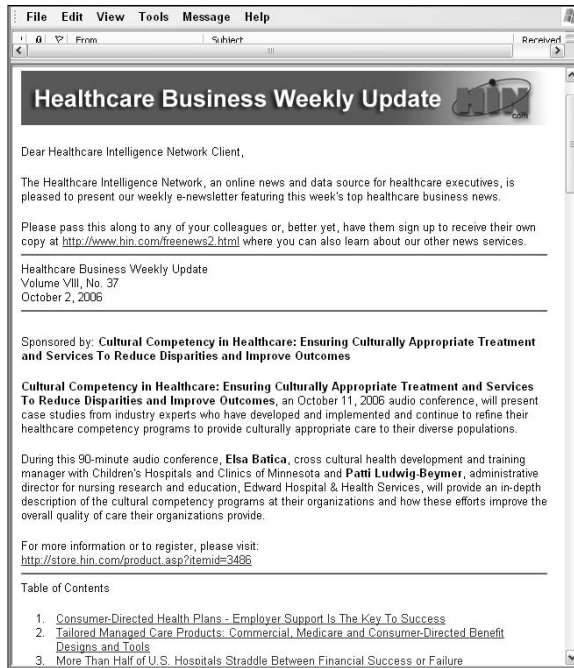 File Edit View Tools Message Help
From Subject Received
Healthcare Business Weekly Update HIN
.com
Dear Healthcare Intelligence Network Client,
The Healthcare Intelligence Network, an online news and data source for healthcare executives, is
pleased to present our weekly e-newsletter featuring this week's top healthcare business news.
Please pass this along to any of your colleagues or, better yet, have them sign up to receive their own
copy at http://www.hin.com/freenews2.html where you can also learn about our other news services.
Healthcare Business Weekly Update
Volume VIII, No. 37
October 2, 2006
Sponsored by: Cultural Competency in Healthcare: Ensuring Culturally Appropriate Treatment
and Services To Reduce Disparities and Improve Outcomes
Cultural Competency in Healthcare: Ensuring Culturally Appropriate Treatment and Services
To Reduce Disparities and Improve Outcomes, an October 11, 2006 audio conference, will present
case studies from industry experts who have developed and implemented and continue to refine their
healthcare competency programs to provide culturally appropriate care to their diverse populations.
During this 90-minute audio conference, Elsa Batica, cross cultural health development and training
manager with Children's Hospitals and Clinics of Minnesota and Patti Ludwig-Beymer, administrative
director for nursing research and education, Edward Hospital & Health Services, will provide an in-depth
description of the cultural competency programs at their organizations and how these efforts improve the
overall quality of care their organizations provide.
For more information or to register, please visit:
http://store.hin.com/product.asp?itemid=3486
Table of Contents
1. Consumer-Directed Health Plans - Employer Support Is The Key To Success
2. Tailored Managed Care Products: Commercial, Medicare and Consumer-Directed Benefit
Designs and Tools
3. More Than Half of U.S. Hospitals Straddle Between Financial Success or Failure